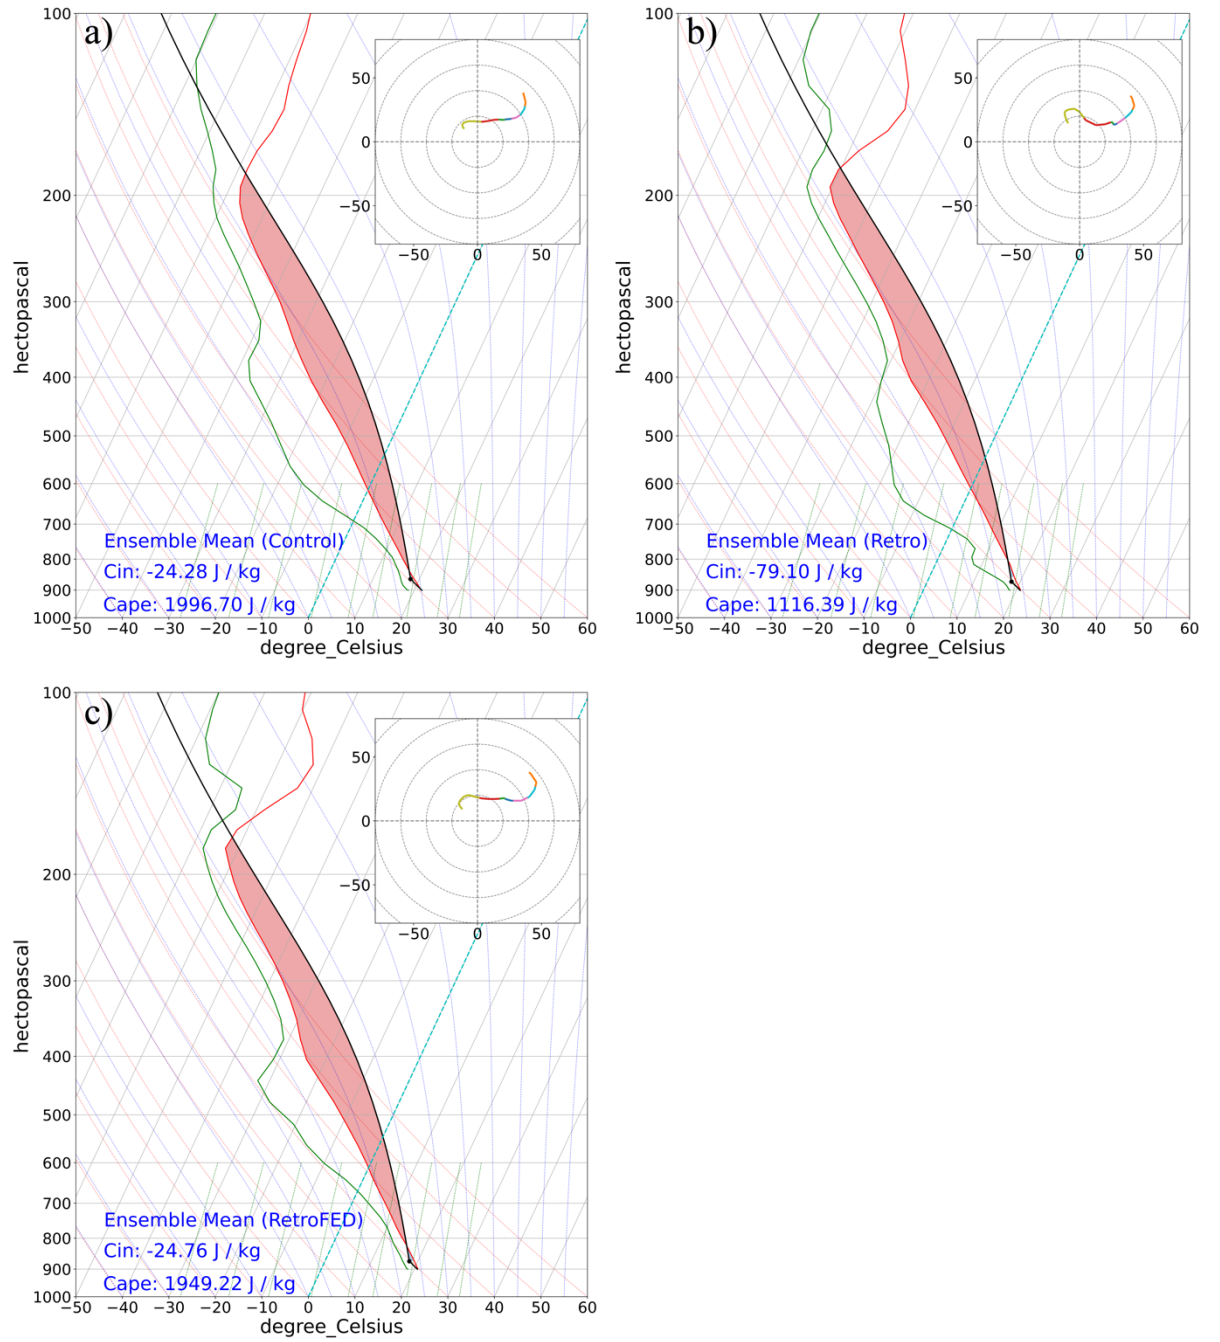 a)
100
200
300
400
500
600
700
800
900
1000
hectopascal
50
0
−50
−50 0 50
Ensemble Mean (Control)
Cin: -24.28 J / kg
Cape: 1996.70 J / kg
−50 −40 −30 −20 −10 0 10 20 30 40 50 60
degree_Celsius
b)
100
200
300
400
500
600
700
800
900
1000
hectopascal
50
0
−50
−50 0 50
Ensemble Mean (Retro)
Cin: -79.10 J / kg
Cape: 1116.39 J / kg
−50 −40 −30 −20 −10 0 10 20 30 40 50 60
degree_Celsius
c)
100
200
300
400
500
600
700
800
900
1000
hectopascal
50
0
−50
−50 0 50
Ensemble Mean (RetroFED)
Cin: -24.76 J / kg
Cape: 1949.22 J / kg
−50 −40 −30 −20 −10 0 10 20 30 40 50 60
degree_Celsius